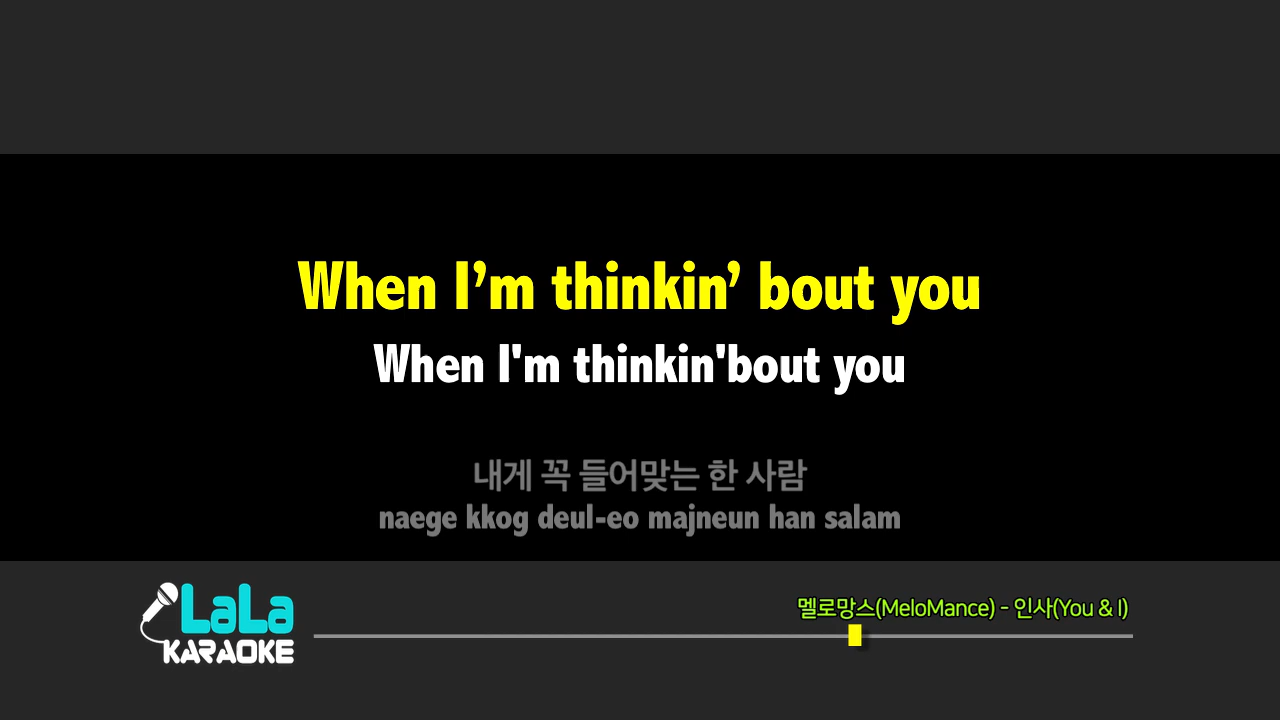 When I’m thinkin’ bout you
When I'm thinkin'bout you
내게 꼭 들어맞는 한 사람
naege kkog deul-eo majneun han salam
멜로망스(MeloMance) - 인사(You & I)
LaLa
KARAOKE